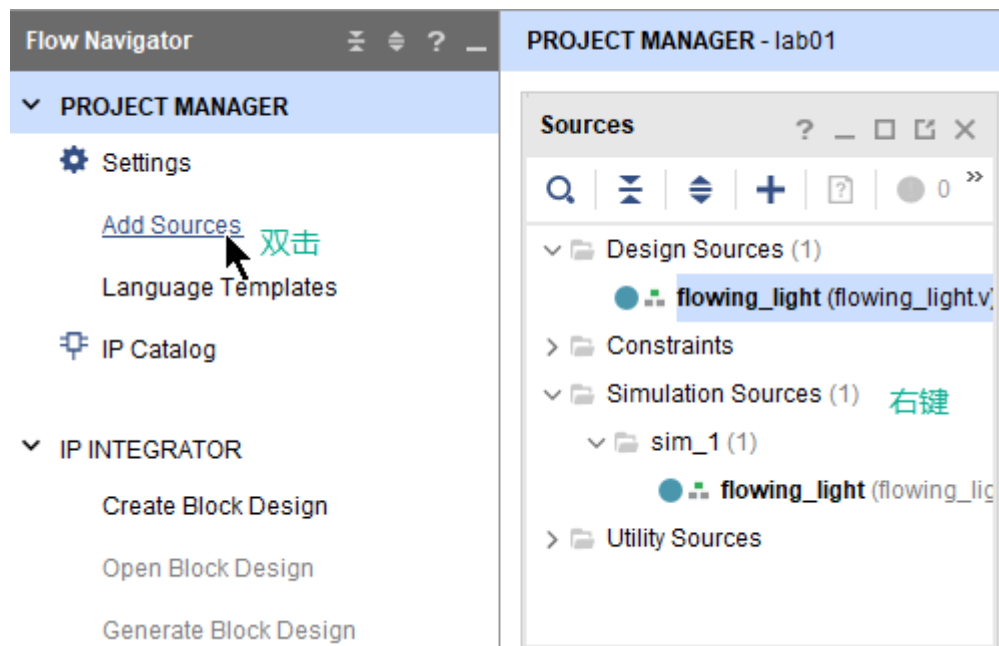 Flow Navigator
PROJECT MANAGER - lab01
PROJECT MANAGER
Settings
Add Sources
双击
Language Templates
IP Catalog
IP INTEGRATOR
Create Block Design
Open Block Design
Generate Block Design
Sources
0
Design Sources (1)
flowing_light (flowing_light.v)
Constraints
Simulation Sources (1)
右键
sim_1 (1)
flowing_light (flowing_lig
Utility Sources